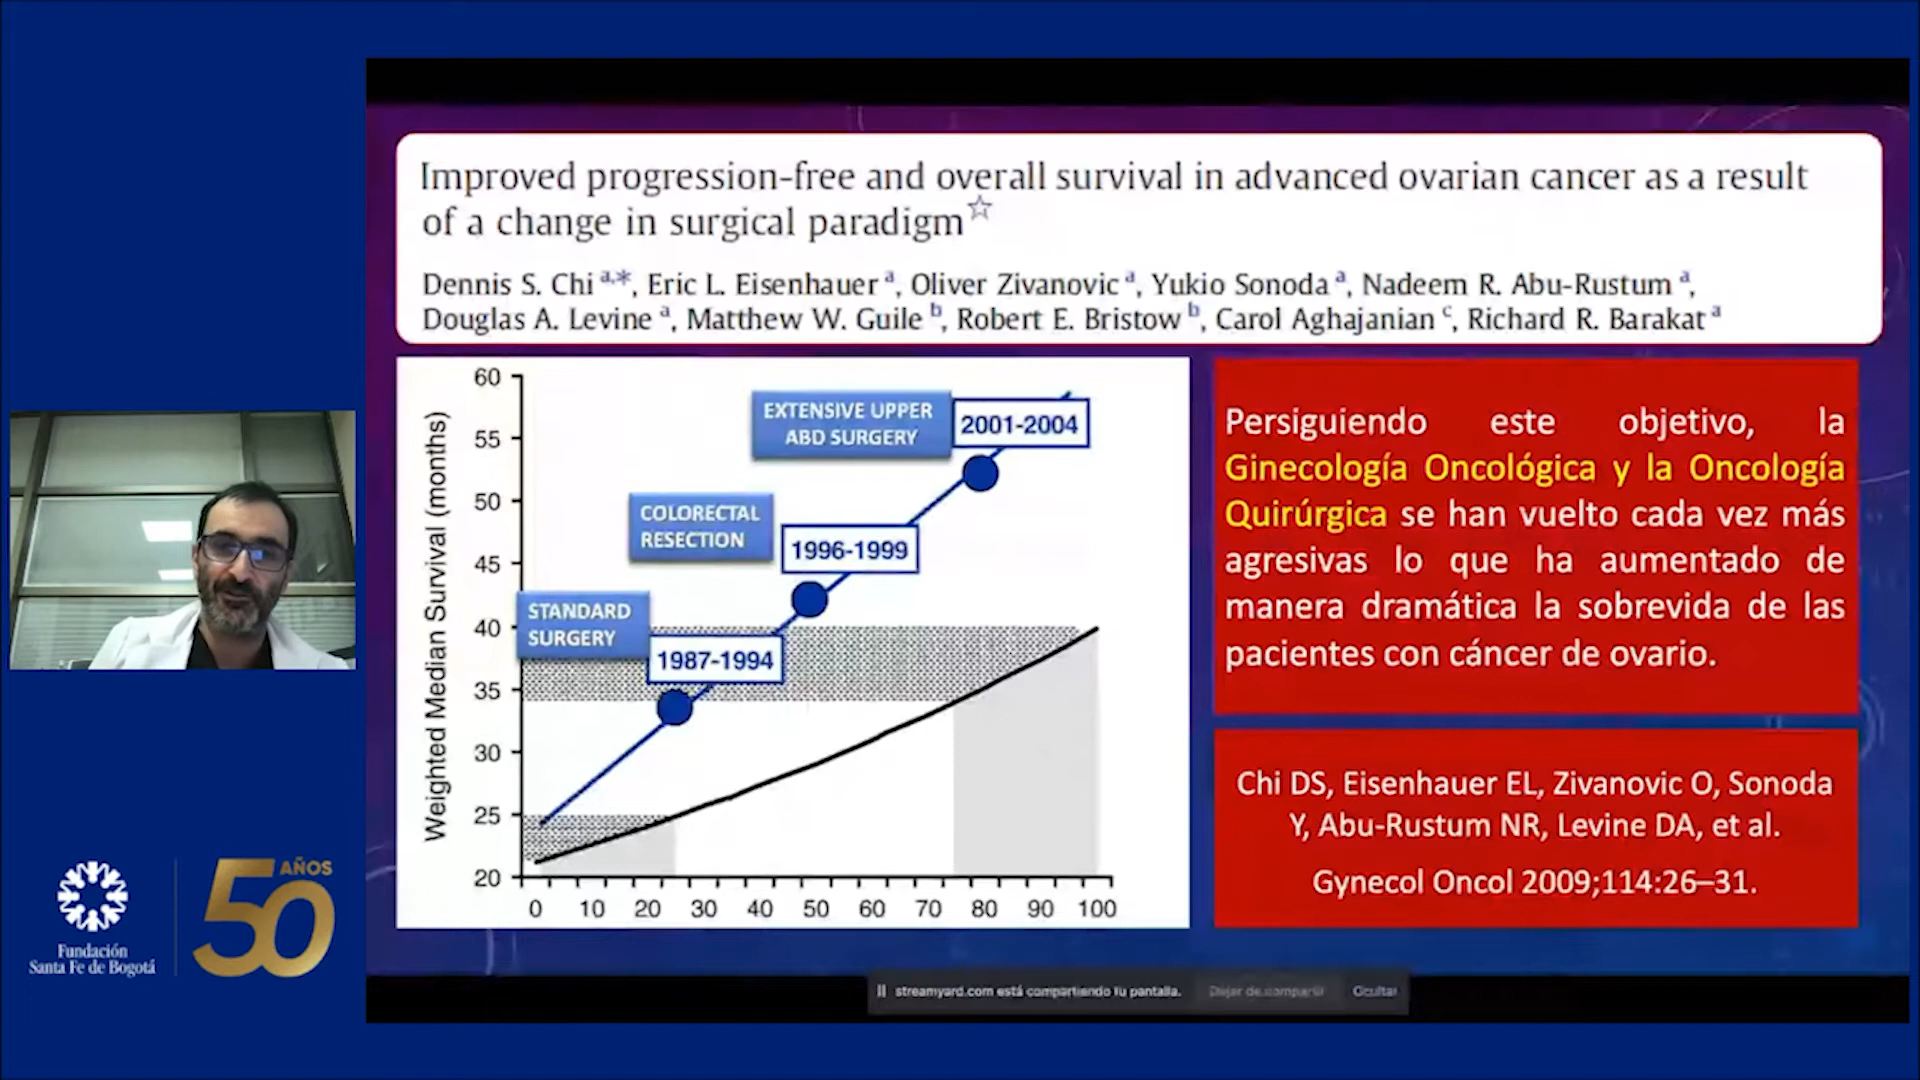 Improved progression-free and overall survival in advanced ovarian cancer as a result
of a change in surgical paradigm☆
Dennis S. Chi a,*, Eric L. Eisenhauer a, Oliver Zivanovic a, Yukio Sonoda a, Nadeem R. Abu-Rustum a,
Douglas A. Levine a, Matthew W. Guile b, Robert E. Bristow b, Carol Aghajanian c, Richard R. Barakat a
Weighted Median Survival (months)
60
55
50
45
40
35
30
25
20
0 10 20 30 40 50 60 70 80 90 100
EXTENSIVE UPPER
ABD SURGERY
2001-2004
COLORECTAL
RESECTION
1996-1999
STANDARD
SURGERY
1987-1994
Persiguiendo este objetivo, la
Ginecología Oncológica y la Oncología
Quirúrgica se han vuelto cada vez más
agresivas lo que ha aumentado de
manera dramática la sobrevida de las
pacientes con cáncer de ovario.
Chi DS, Eisenhauer EL, Zivanovic O, Sonoda
Y, Abu-Rustum NR, Levine DA, et al.
Gynecol Oncol 2009;114:26–31.
Fundación
Santa Fe de Bogotá
50 AÑOS
streamyard.com está compartiendo tu pantalla.
Dejar de compartir
Ocultar